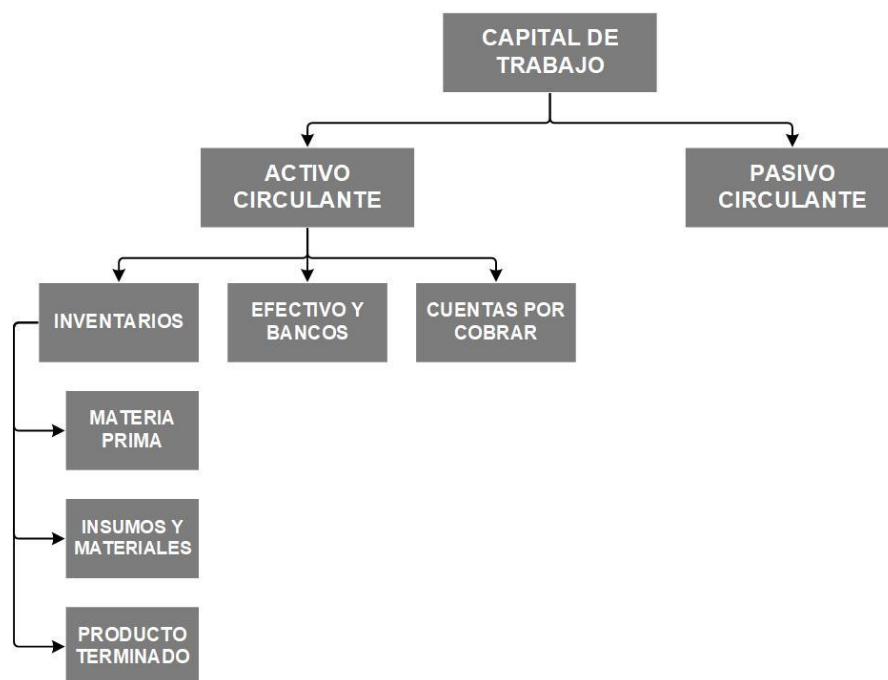 CAPITAL DE
TRABAJO
ACTIVO
CIRCULANTE
PASIVO
CIRCULANTE
INVENTARIOS
EFECTIVO Y
BANCOS
CUENTAS POR
COBRAR
MATERIA
PRIMA
INSUMOS Y
MATERIALES
PRODUCTO
TERMINADO